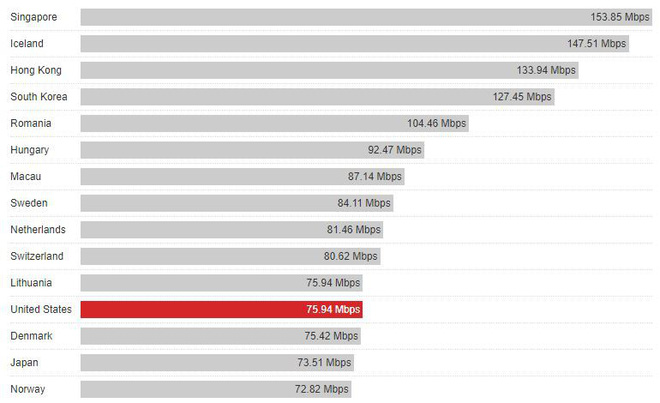 Singapore 153.85 Mbps
Iceland 147.51 Mbps
Hong Kong 133.94 Mbps
South Korea 127.45 Mbps
Romania 104.46 Mbps
Hungary 92.47 Mbps
Macau 87.14 Mbps
Sweden 84.11 Mbps
Netherlands 81.46 Mbps
Switzerland 80.62 Mbps
Lithuania 75.94 Mbps
United States 75.94 Mbps
Denmark 75.42 Mbps
Japan 73.51 Mbps
Norway 72.82 Mbps